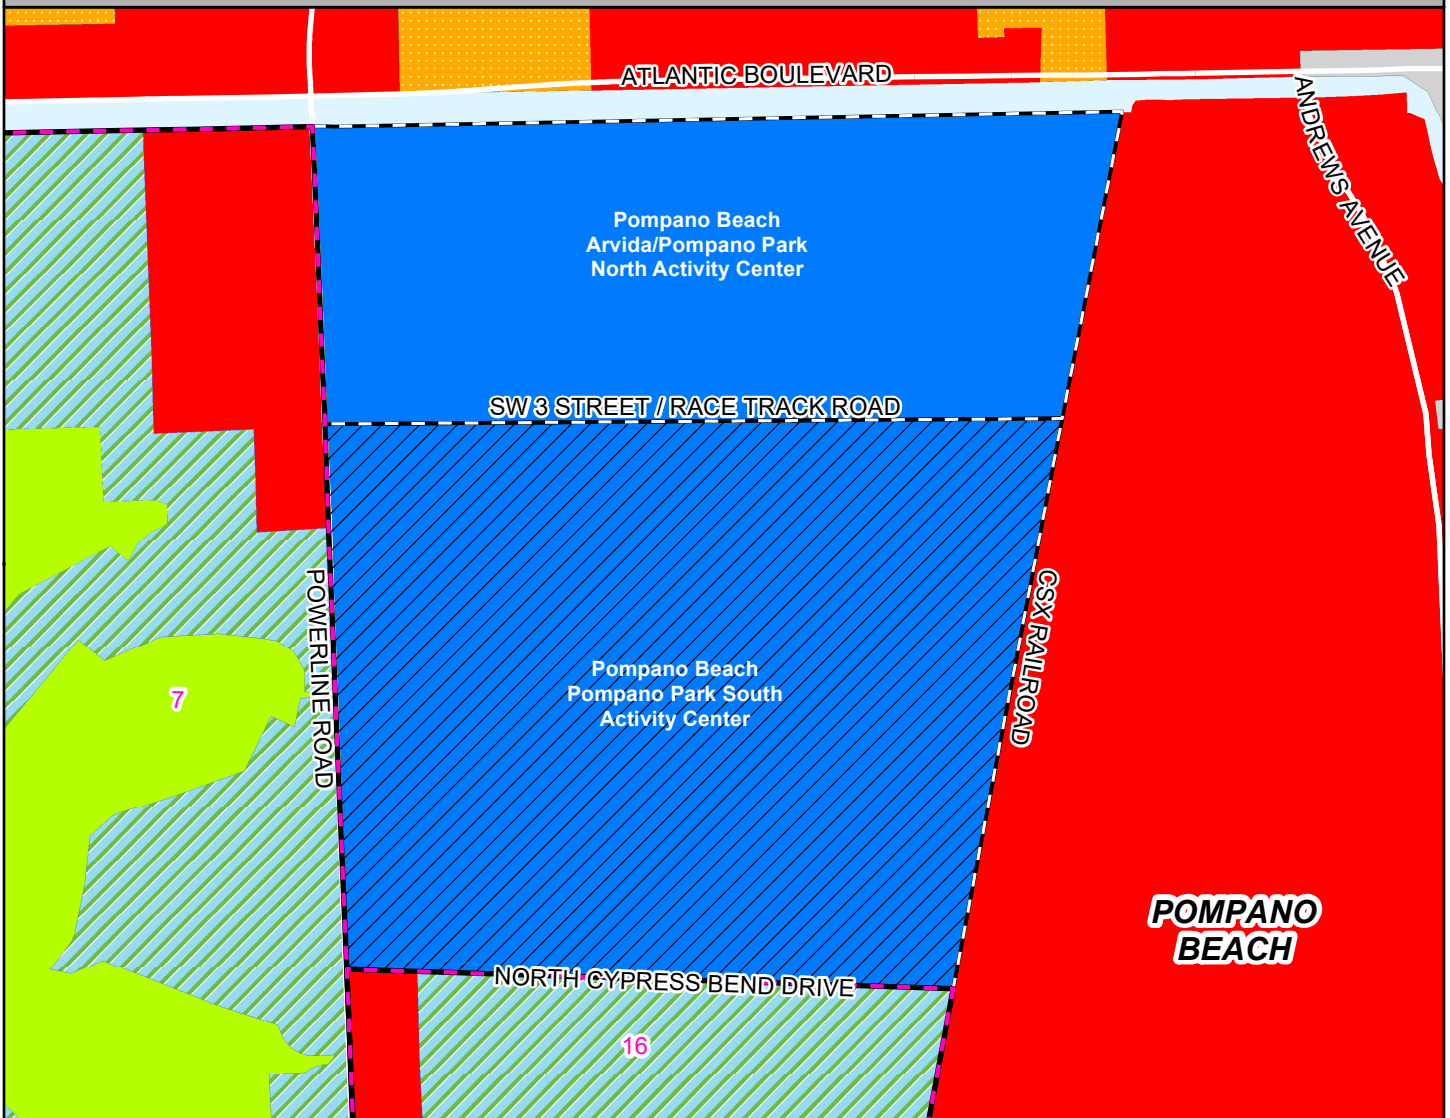 ATLANTIC BOULEVARD
ANDREWS AVENUE
Pompano Beach
Arvida/Pompano Park
North Activity Center
SW 3 STREET / RACE TRACK ROAD
POWERLINE ROAD
CSX RAILROAD
7
Pompano Beach
Pompano Park South
Activity Center
POMPANO
BEACH
NORTH CYPRESS BEND DRIVE
16